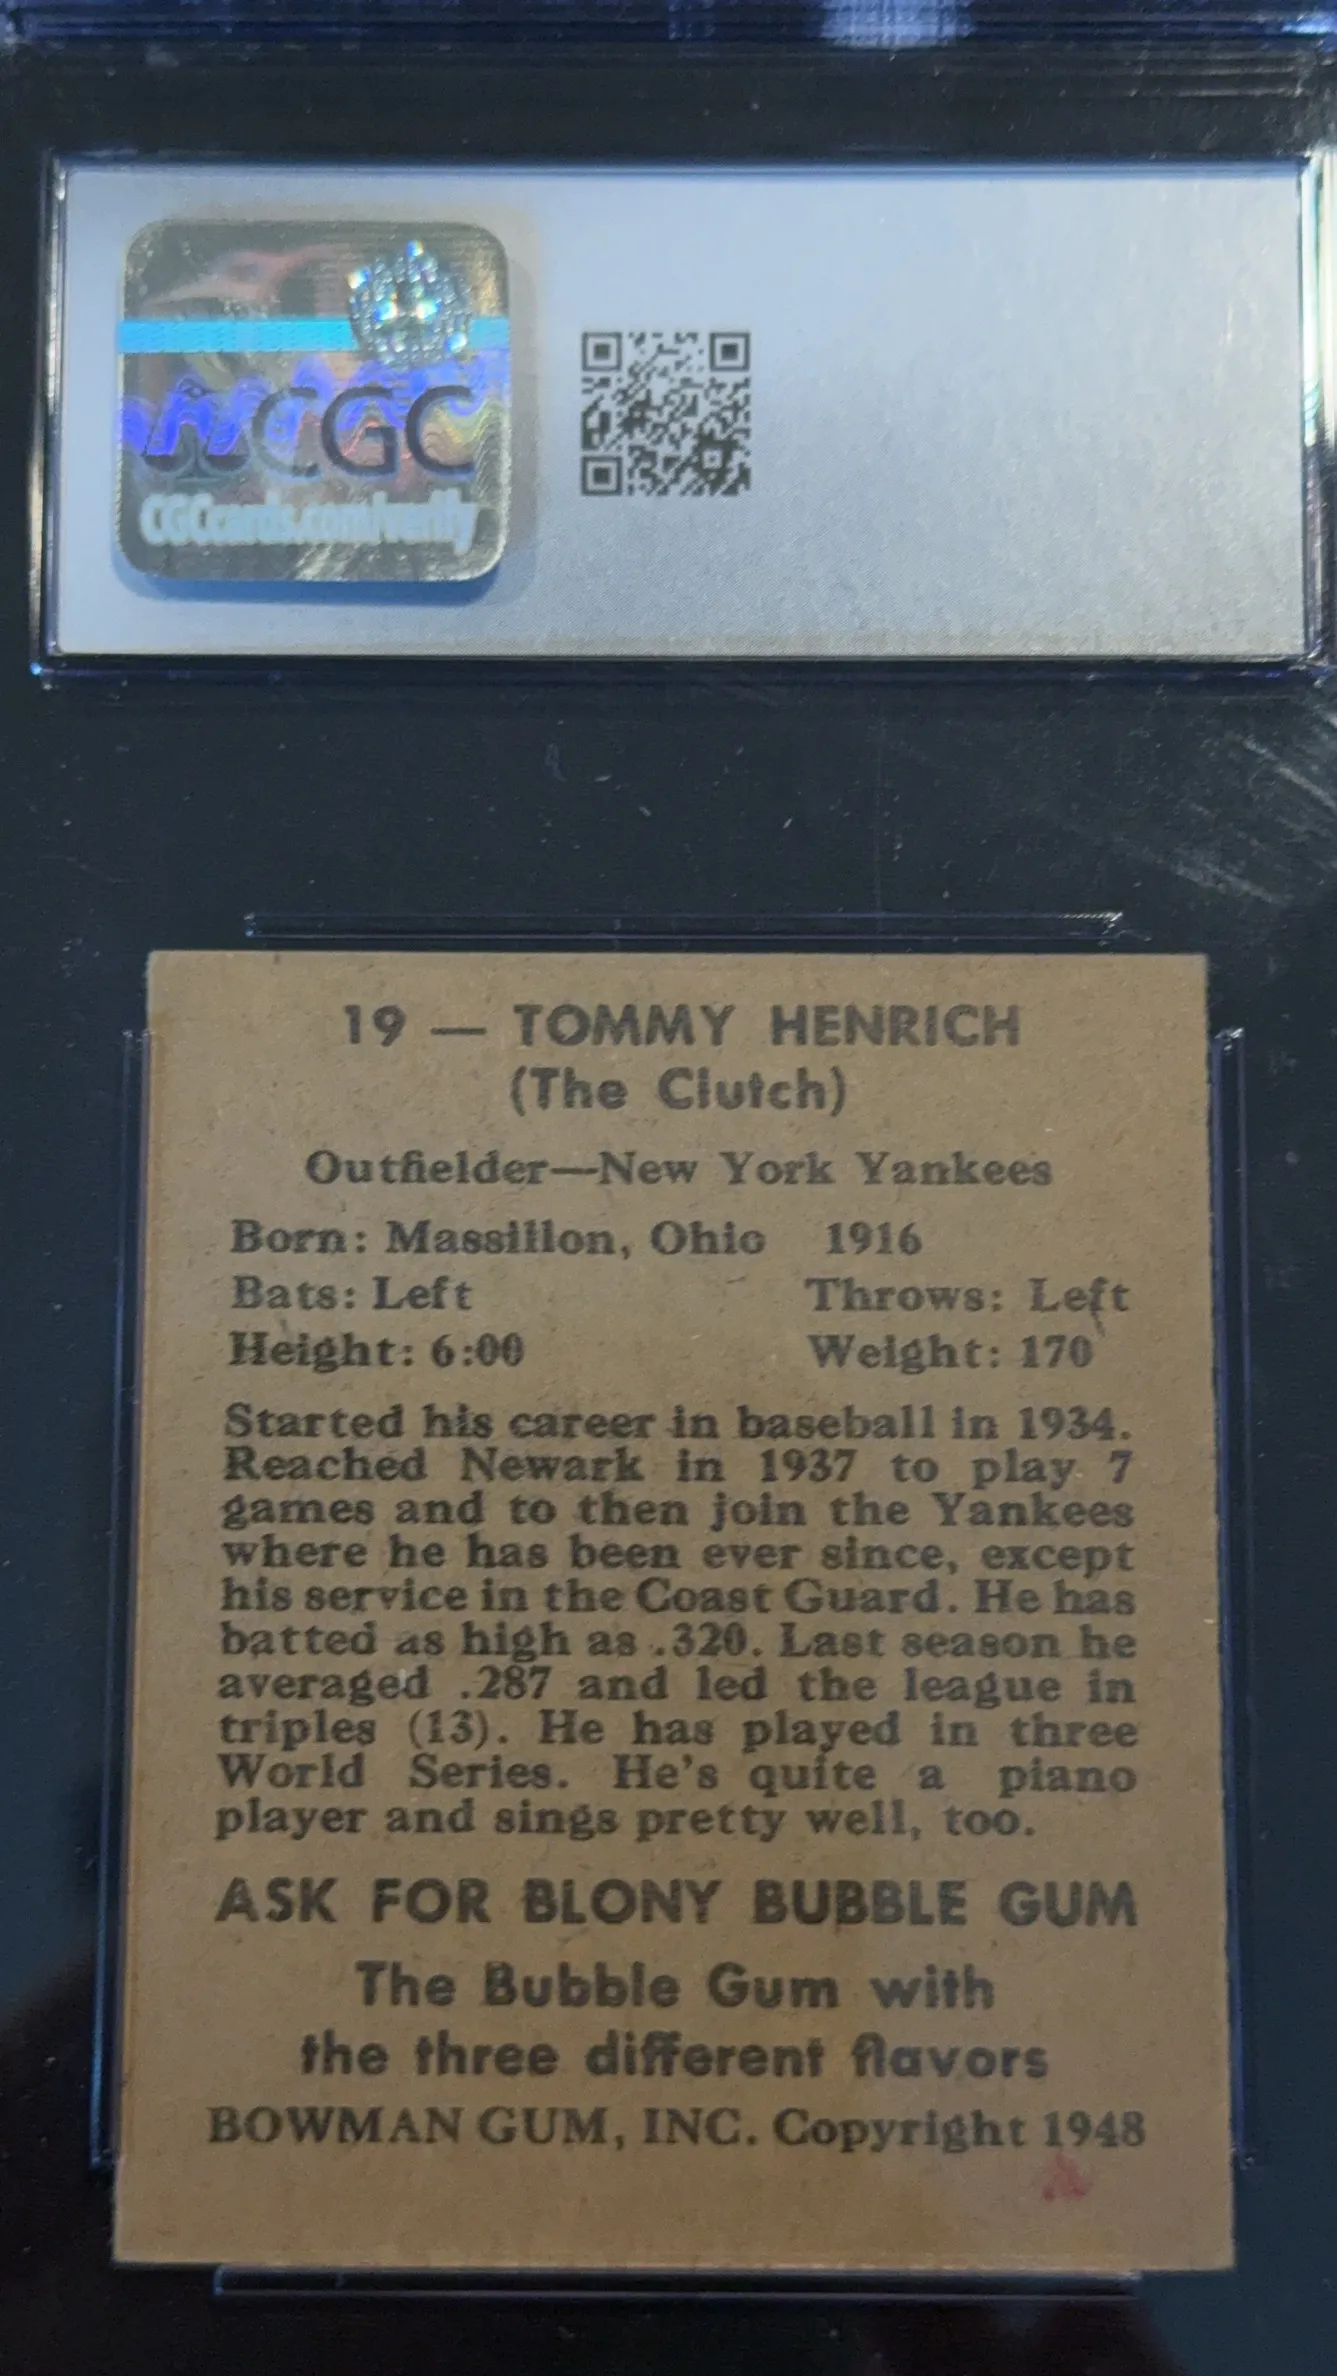 CGC
CGCcards.com/verify
19 — TOMMY HENRICH
(The Clutch)
Outfielder—New York Yankees
Born: Massillon, Ohio 1916
Bats: Left Throws: Left
Height: 6:00 Weight: 170
Started his career in baseball in 1934.
Reached Newark in 1937 to play 7
games and to then join the Yankees
where he has been ever since, except
his service in the Coast Guard. He has
batted as high as .320. Last season he
averaged .287 and led the league in
triples (13). He has played in three
World Series. He's quite a piano
player and sings pretty well, too.
ASK FOR BLONY BUBBLE GUM
The Bubble Gum with
the three different flavors
BOWMAN GUM, INC. Copyright 1948